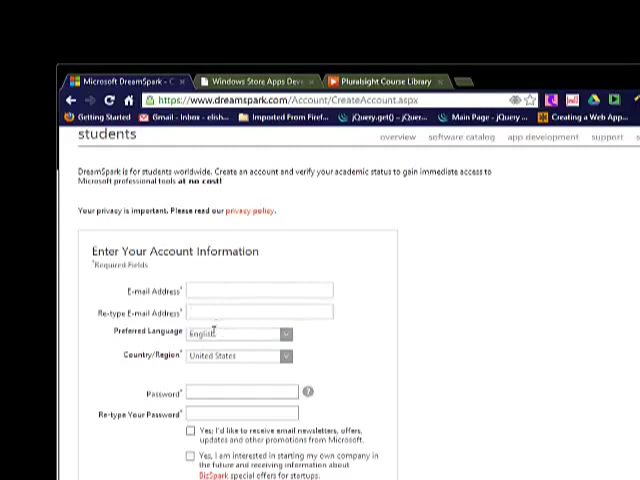 Microsoft DreamSpark - C
Windows Store Apps Deve
Pluralsight Course Library
https://www.dreamspark.com/Account/CreateAccount.aspx
Getting Started
Gmail - Inbox - elish...
Imported From Firef...
jQuery.get() – jQuer...
Main Page - jQuery ...
Creating a Web App...
students
overview
software catalog
app development
support
DreamSpark is for students worldwide. Create an account and verify your academic status to gain immediate access to
Microsoft professional tools at no cost!
Your privacy is important. Please read our privacy policy.
Enter Your Account Information
*Required Fields
E-mail Address*
Re-type E-mail Address*
Preferred Language
English
Country/Region*
United States
Password*
?
Re-type Your Password*
Yes, I'd like to receive email newsletters, offers,
updates and other promotions from Microsoft.
Yes, I am interested in starting my own company in
the future and receiving information about
BizSpark special offers for startups.